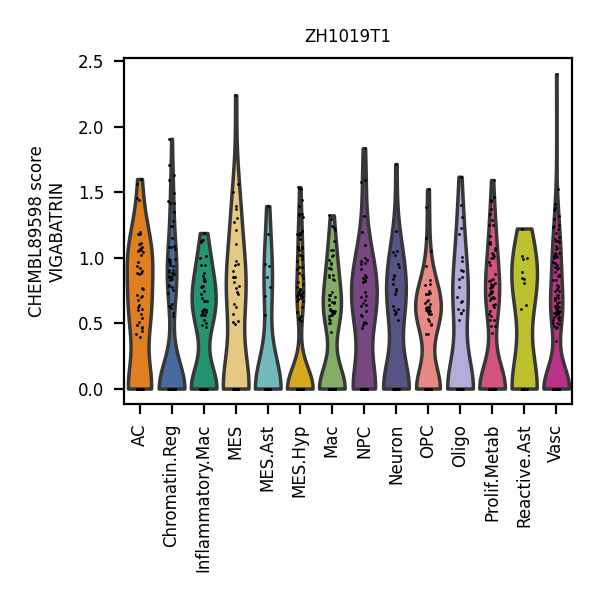 ZH1019T1
CHEMBL89598 score
VIGABATRIN
2.5
2.0
1.5
1.0
0.5
0.0
AC
Chromatin.Reg
Inflammatory.Mac
MES
MES.Ast
MES.Hyp
Mac
NPC
Neuron
OPC
Oligo
Prolif.Metab
Reactive.Ast
Vasc